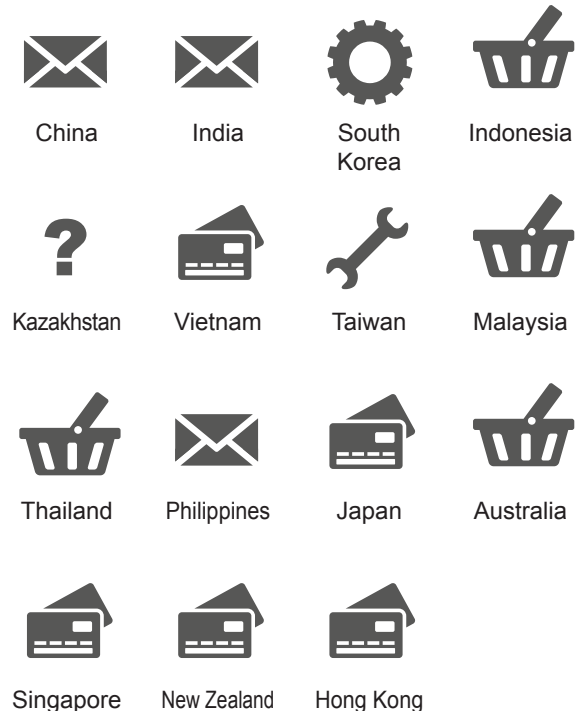 China
India
South
Korea
Indonesia
?
Kazakhstan
Vietnam
Taiwan
Malaysia
Thailand
Philippines
Japan
Australia
Singapore
New Zealand
Hong Kong